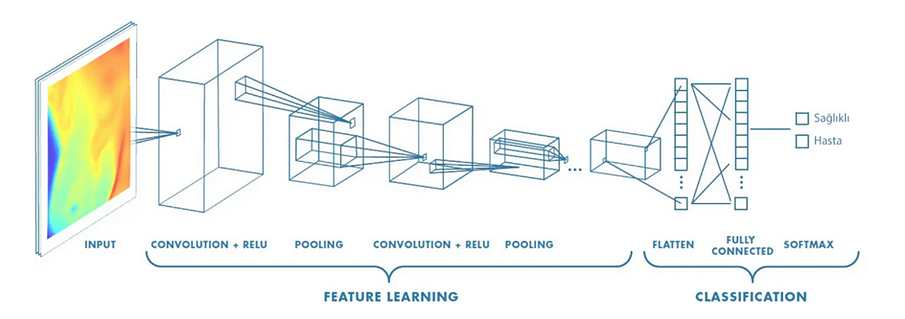 Sağlıklı
Hasta
INPUT
CONVOLUTION + RELU
POOLING
CONVOLUTION + RELU
POOLING
FLATTEN
FULLY
CONNECTED
SOFTMAX
FEATURE LEARNING
CLASSIFICATION